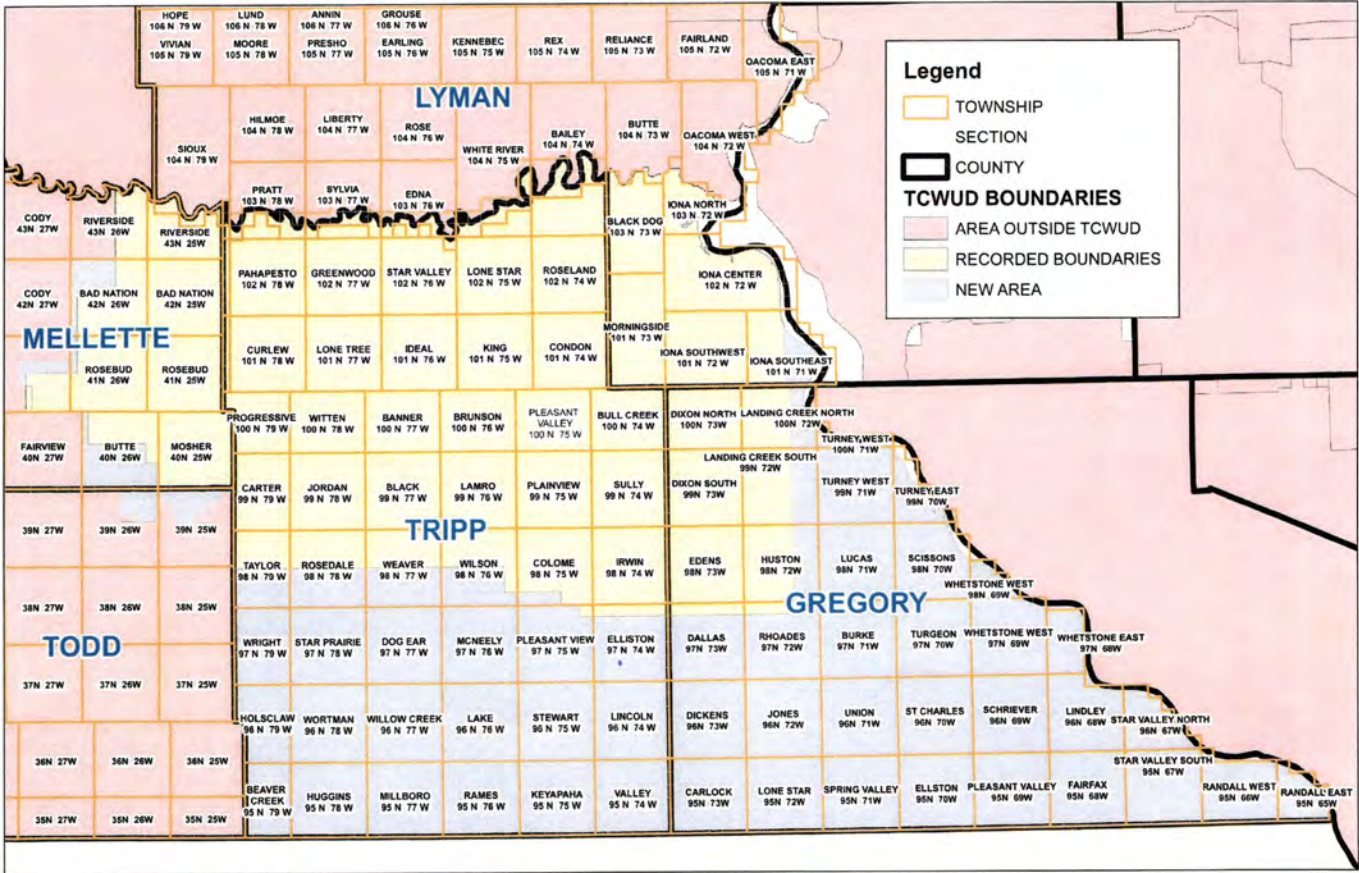 HOPE
106 N 79 W
LUND
106 N 78 W
ANNIN
106 N 77 W
GROUSE
106 N 76 W
VIVIAN
105 N 79 W
MOORE
105 N 78 W
PRESHO
105 N 77 W
EARLING
105 N 76 W
KENNEBEC
105 N 75 W
REX
105 N 74 W
RELIANCE
105 N 73 W
FAIRLAND
105 N 72 W
OACOMA EAST
105 N 71 W
LYMAN
SIOUX
104 N 79 W
HILMOE
104 N 78 W
LIBERTY
104 N 77 W
ROSE
104 N 76 W
WHITE RIVER
104 N 75 W
BAILEY
104 N 74 W
BUTTE
104 N 73 W
OACOMA WEST
104 N 72 W
PRATT
103 N 78 W
SYLVIA
103 N 77 W
EDNA
103 N 76 W
BLACK DOG
103 N 73 W
IONA NORTH
103 N 72 W
CODY
43N 27W
RIVERSIDE
43N 26W
RIVERSIDE
43N 25W
PAHAPESTO
102 N 78 W
GREENWOOD
102 N 77 W
STAR VALLEY
102 N 76 W
LONE STAR
102 N 75 W
ROSELAND
102 N 74 W
IONA CENTER
102 N 72 W
CODY
42N 27W
BAD NATION
42N 26W
BAD NATION
42N 25W
MELLETTE
ROSEBUD
41N 26W
ROSEBUD
41N 25W
CURLEW
101 N 78 W
LONE TREE
101 N 77 W
IDEAL
101 N 76 W
KING
101 N 75 W
CONDON
101 N 74 W
MORNINGSIDE
101 N 73 W
IONA SOUTHWEST
101 N 72 W
IONA SOUTHEAST
101 N 71 W
Legend
TOWNSHIP
SECTION
COUNTY
TCWUD BOUNDARIES
AREA OUTSIDE TCWUD
RECORDED BOUNDARIES
NEW AREA
FAIRVIEW
40N 27W
BUTTE
40N 26W
MOSHER
40N 25W
PROGRESSIVE
100 N 79 W
WITTEN
100 N 78 W
BANNER
100 N 77 W
BRUNSON
100 N 76 W
PLEASANT
VALLEY
100 N 75 W
BULL CREEK
100 N 74 W
DIXON NORTH
100N 73W
LANDING CREEK NORTH
100N 72W
TURNEY WEST
100N 71W
LANDING CREEK SOUTH
99N 72W
CARTER
99 N 79 W
JORDAN
99 N 78 W
BLACK
99 N 77 W
LAMRO
99 N 76 W
PLAINVIEW
99 N 75 W
SULLY
99 N 74 W
DIXON SOUTH
99N 73W
TURNEY WEST
99N 71W
TURNEY EAST
99N 70W
TRIPP
39N 27W
39N 26W
39N 25W
TAYLOR
98 N 79 W
ROSEDALE
98 N 78 W
WEAVER
98 N 77 W
WILSON
98 N 76 W
COLOME
98 N 75 W
IRWIN
98 N 74 W
EDENS
98N 73W
HUSTON
98N 72W
LUCAS
98N 71W
SCISSONS
98N 70W
WHETSTONE WEST
98N 69W
GREGORY
38N 27W
38N 26W
38N 25W
TODD
WRIGHT
97 N 79 W
STAR PRAIRIE
97 N 78 W
DOG EAR
97 N 77 W
MCNEELY
97 N 76 W
PLEASANT VIEW
97 N 75 W
ELLISTON
97 N 74 W
DALLAS
97N 73W
RHOADES
97N 72W
BURKE
97N 71W
TURGEON
97N 70W
WHETSTONE WEST
97N 69W
WHETSTONE EAST
97N 68W
37N 27W
37N 26W
37N 25W
HOLSCLAW
96 N 79 W
WORTMAN
96 N 78 W
WILLOW CREEK
96 N 77 W
LAKE
96 N 76 W
STEWART
96 N 75 W
LINCOLN
96 N 74 W
DICKENS
96N 73W
JONES
96N 72W
UNION
96N 71W
ST CHARLES
96N 70W
SCHRIEVER
96N 69W
LINDLEY
96N 68W
STAR VALLEY NORTH
96N 67W
36N 27W
36N 26W
36N 25W
STAR VALLEY SOUTH
95N 67W
BEAVER
CREEK
95 N 79 W
HUGGINS
95 N 78 W
MILLBORO
95 N 77 W
RAMES
95 N 76 W
KEYAPAHA
95 N 75 W
VALLEY
95 N 74 W
CARLOCK
95N 73W
LONE STAR
95N 72W
SPRING VALLEY
95N 71W
ELLSTON
95N 70W
PLEASANT VALLEY
95N 69W
FAIRFAX
95N 68W
RANDALL WEST
95N 66W
RANDALL EAST
95N 65W
35N 27W
35N 26W
35N 25W